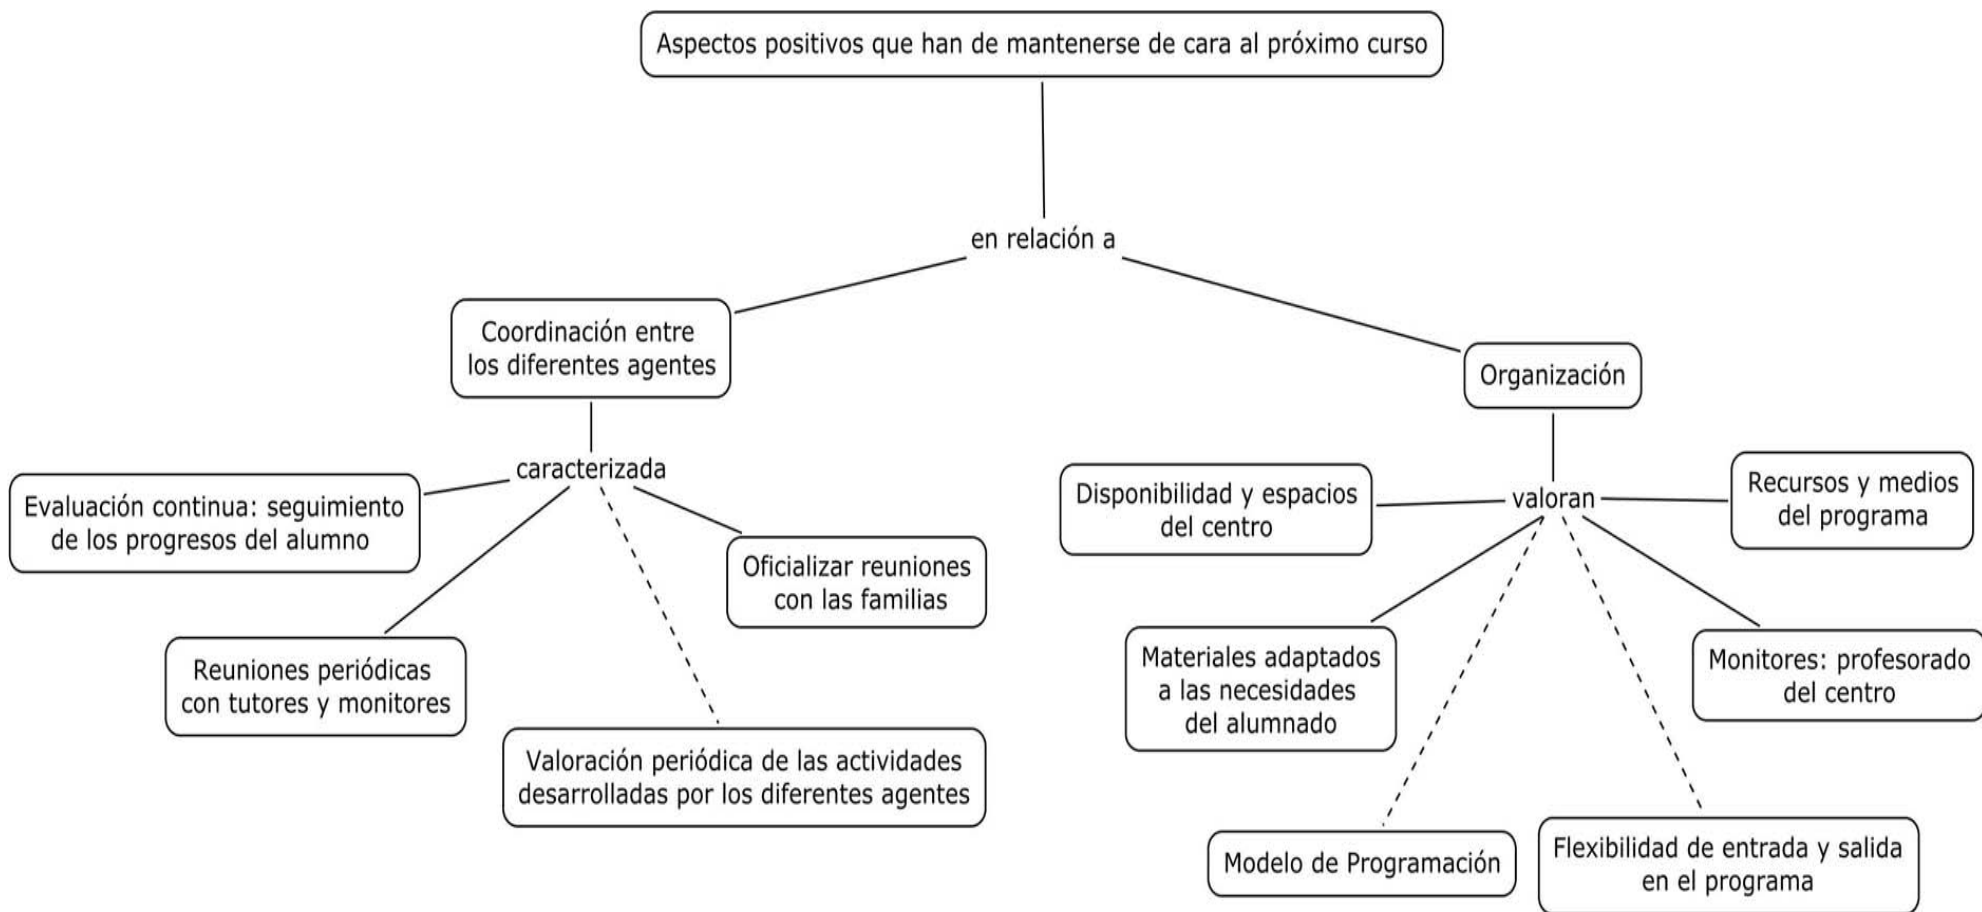 Aspectos positivos que han de mantenerse de cara al próximo curso
en relación a
Coordinación entre
los diferentes agentes
Organización
caracterizada
valoran
Evaluación continua: seguimiento
de los progresos del alumno
Oficializar reuniones
con las familias
Reuniones periódicas
con tutores y monitores
Valoración periódica de las actividades
desarrolladas por los diferentes agentes
Disponibilidad y espacios
del centro
Recursos y medios
del programa
Materiales adaptados
a las necesidades
del alumnado
Monitores: profesorado
del centro
Modelo de Programación
Flexibilidad de entrada y salida
en el programa